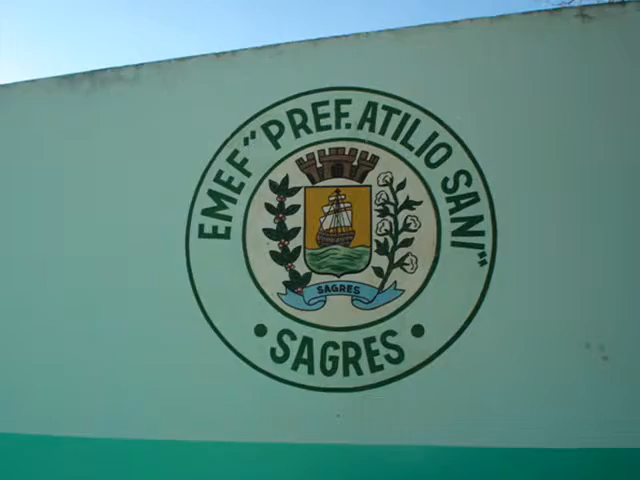 EMEF "PREF. ATILIO SANI"
SAGRES
• SAGRES •